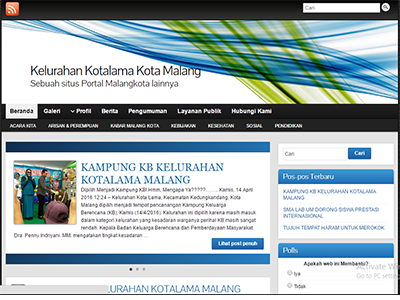 Cari
Kelurahan Kotalama Kota Malang
Sebuah situs Portal Malangkota lainnya
Beranda Galeri Profil Berita Pengumuman Layanan Publik Hubungi Kami
ACARA KITA ARISAN & PEREMPUAN KABAR MALANG KOTA KEBIJAKAN KESEHATAN SOSIAL PENDIDIKAN
KAMPUNG KB KELURAHAN
KOTALAMA MALANG
Dipilih Menjadi Kampung KB! Hmm, Mengapa Ya?????........ Kamis, 14 April
2016 12:24 – Kelurahan Kota Lama, Kecamatan Kedungkandang, Kota
Malang dipilih menjadi tempat pencanangan Kampung Keluarga
Berencana (KB), Kamis (14/4/2016). Kelurahan ini dipilih karena masih masuk
dalam kategori kelurahan yang kesadaran warganya perihal KB masih sangat
rendah. Kepala Badan Keluarga Berencana dan Pemberdayaan Masyarakat
Dra. Penny Indriyani MM, mengatakan tingkat kesadaran ...
Lihat post penuh
KELURAHAN KOTALAMA MALANG
Cari
Cari
Pos-pos Terbaru
KAMPUNG KB KELURAHAN KOTALAMA
MALANG
SMA LAB UM DORONG SISWA PRESTASI
INTERNASIONAL
TUJUH TEMPAT HARAM UNTUK MEROKOK
Polls
Apakah web ini Membantu?
Iya
Tidak
Activate
Go to PC